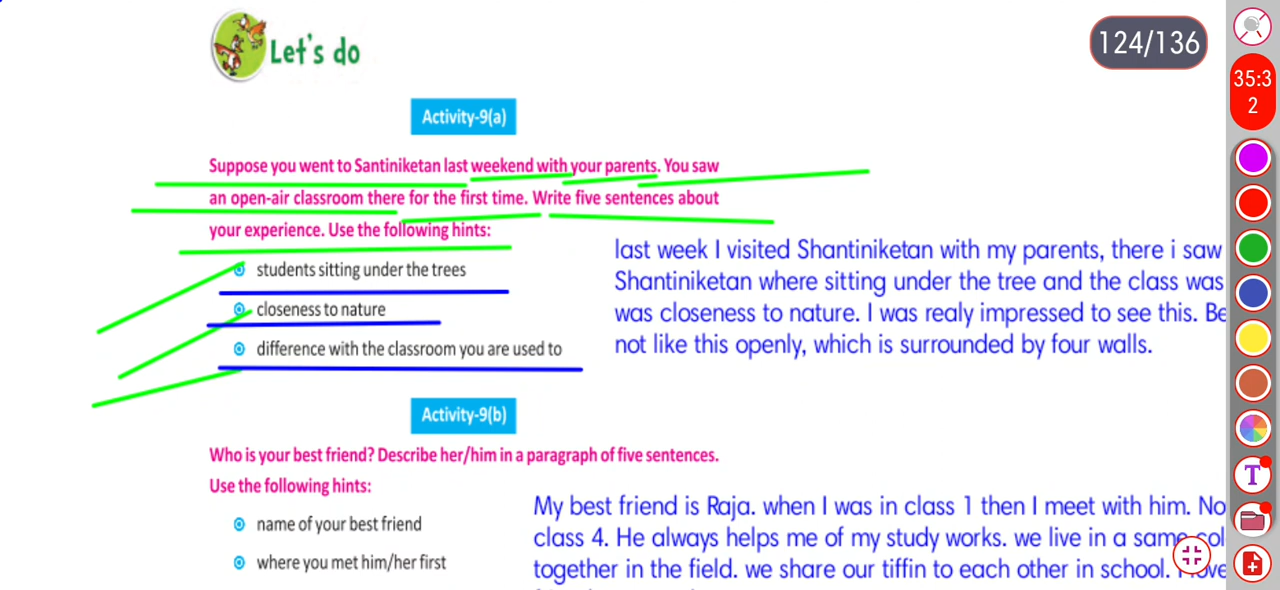 Let's do
124/136
35:3
2
Activity-9(a)
Suppose you went to Santiniketan last weekend with your parents. You saw
an open-air classroom there for the first time. Write five sentences about
your experience. Use the following hints:
students sitting under the trees
closeness to nature
difference with the classroom you are used to
last week I visited Shantiniketan with my parents, there i saw
Shantiniketan where sitting under the tree and the class was
was closeness to nature. I was realy impressed to see this. Be
not like this openly, which is surrounded by four walls.
Activity-9(b)
Who is your best friend? Describe her/him in a paragraph of five sentences.
Use the following hints:
name of your best friend
where you met him/her first
My best friend is Raja. when I was in class 1 then I meet with him. No
class 4. He always helps me of my study works. we live in a same col
together in the field. we share our tiffin to each other in school.
T